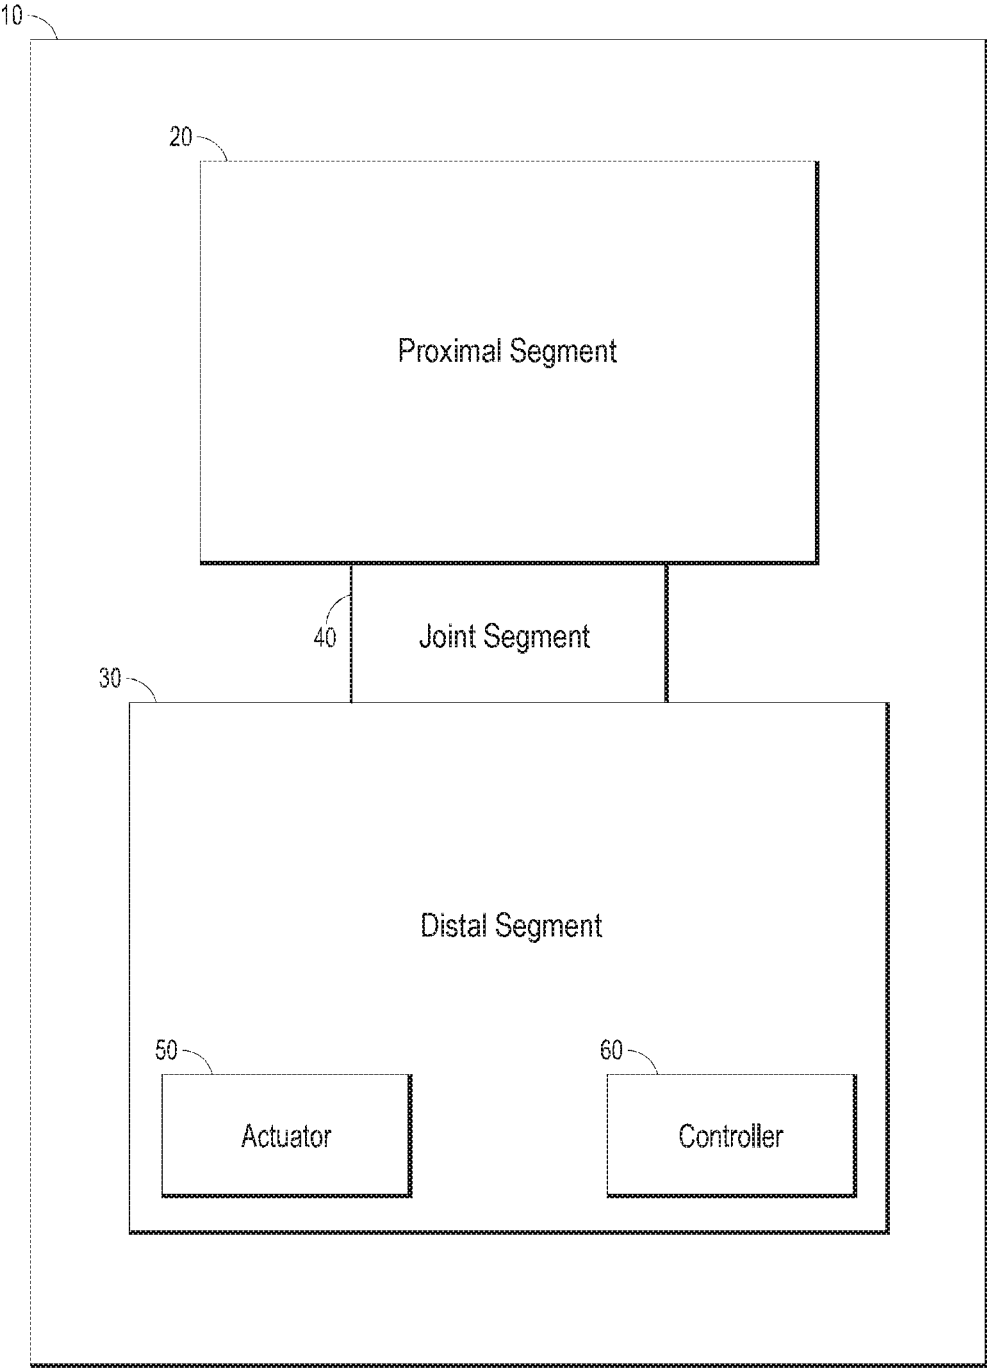 10
20
Proximal Segment
40
Joint Segment
30
Distal Segment
50
60
Actuator
Controller